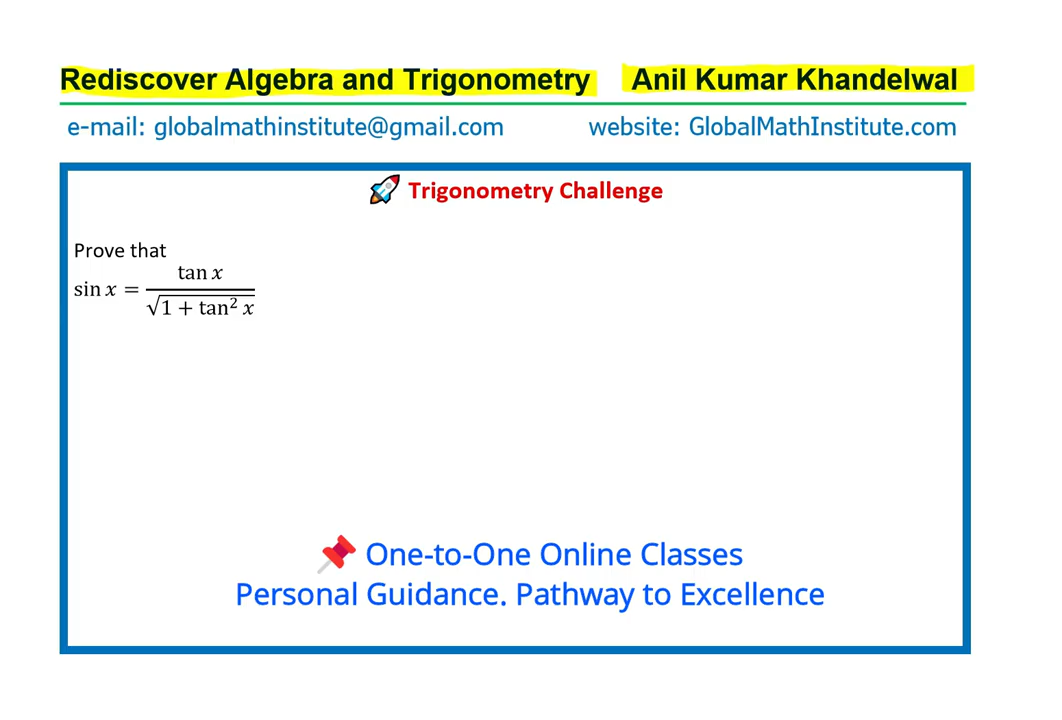 Rediscover Algebra and Trigonometry Anil Kumar Khandelwal
e-mail: globalmathinstitute@gmail.com website: GlobalMathInstitute.com
🚀 Trigonometry Challenge
Prove that
sin x = tan x / √(1 + tan² x)
📌 One-to-One Online Classes
Personal Guidance. Pathway to Excellence